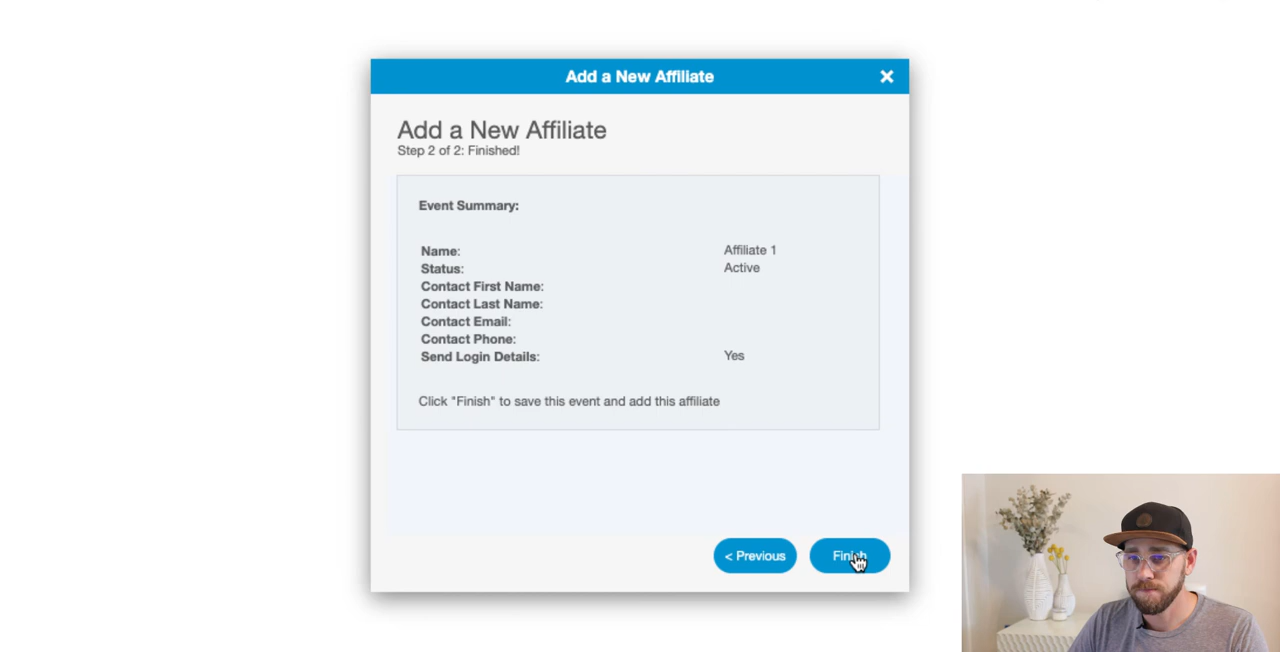 Add a New Affiliate
Add a New Affiliate
Step 2 of 2: Finished!
Event Summary:
Name: Affiliate 1
Status: Active
Contact First Name:
Contact Last Name:
Contact Email:
Contact Phone:
Send Login Details: Yes
Click "Finish" to save this event and add this affiliate
< Previous
Finish